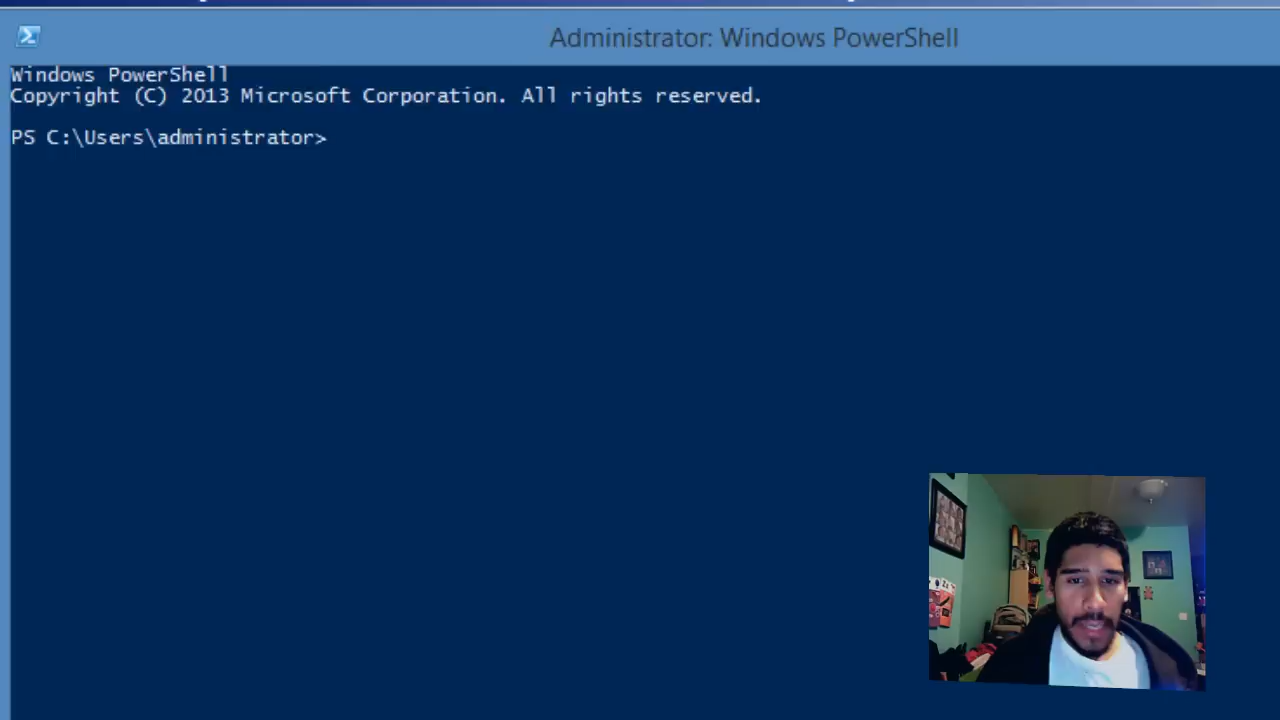 Administrator: Windows PowerShell
Windows PowerShell
Copyright (C) 2013 Microsoft Corporation. All rights reserved.
PS C:\Users\administrator>